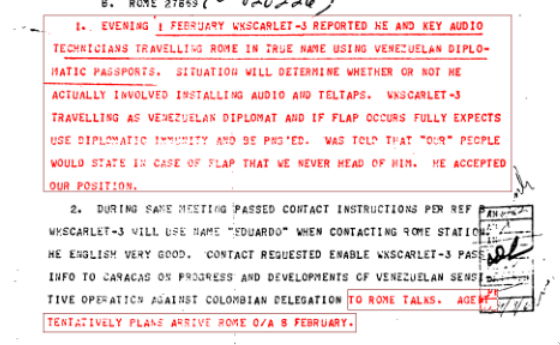 B. ROME 27859
1. EVENING 1 FEBRUARY WKSCARLET-3 REPORTED HE AND KEY AUDIO
TECHNICIANS TRAVELLING ROME IN TRUE NAME USING VENEZUELAN DIPLO-
MATIC PASSPORTS. SITUATION WILL DETERMINE WHETHER OR NOT HE
ACTUALLY INVOLVED INSTALLING AUDIO AND TELTAPS. WKSCARLET-3
TRAVELLING AS VENEZUELAN DIPLOMAT AND IF FLAP OCCURS FULLY EXPECTS
USE DIPLOMATIC IMMUNITY AND BE PNG'ED. WAS TOLD THAT "OUR" PEOPLE
WOULD STATE IN CASE OF FLAP THAT WE NEVER HEAD OF HIM. HE ACCEPTED
OUR POSITION.
2. DURING SAME MEETING PASSED CONTACT INSTRUCTIONS PER REF
WKSCARLET-3 WILL USE NAME "EDUARDO" WHEN CONTACTING ROME STATION.
HE ENGLISH VERY GOOD. CONTACT REQUESTED ENABLE WKSCARLET-3 PASS
INFO TO CARACAS ON PROGRESS AND DEVELOPMENTS OF VENEZUELAN SENSI-
TIVE OPERATION AGAINST COLOMBIAN DELEGATION TO ROME TALKS. AGENT
TENTATIVELY PLANS ARRIVE ROME O/A 8 FEBRUARY.